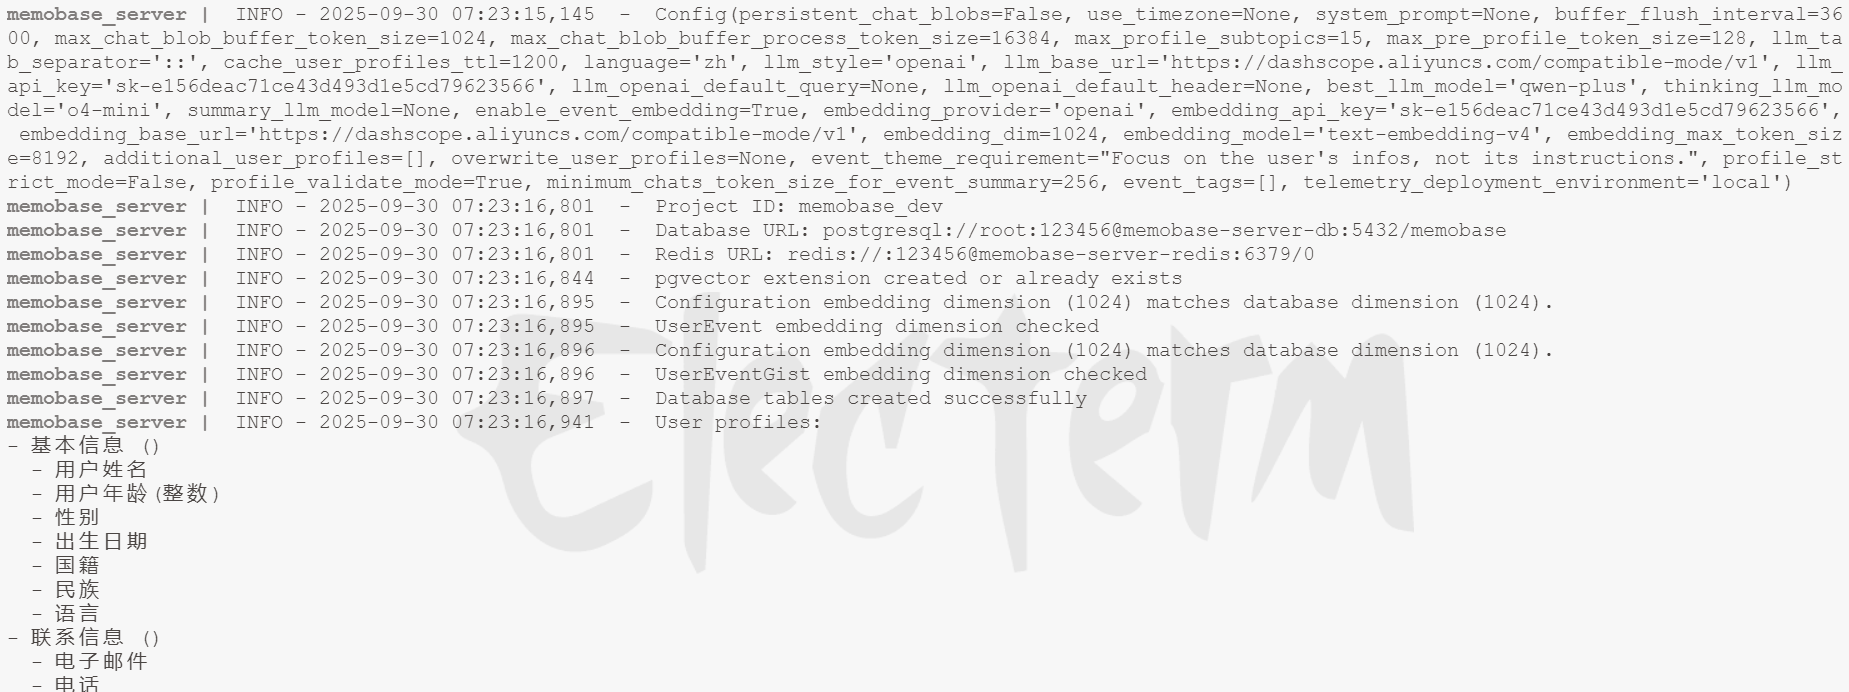 memobase_server |  INFO - 2025-09-30 07:23:15,145  -  Config(persistent_chat_blobs=False, use_timezone=None, system_prompt=None, buffer_flush_interval=36
00, max_chat_blob_buffer_token_size=1024, max_chat_blob_buffer_process_token_size=16384, max_profile_subtopics=15, max_pre_profile_token_size=128, llm_ta
b_separator='::', cache_user_profiles_ttl=1200, language='zh', llm_style='openai', llm_base_url='https://dashscope.aliyuncs.com/compatible-mode/v1', llm_
api_key='sk-e156deac71ce43d493d1e5cd79623566', llm_openai_default_query=None, llm_openai_default_header=None, best_llm_model='qwen-plus', thinking_llm_mo
del='o4-mini', summary_llm_model=None, enable_event_embedding=True, embedding_provider='openai', embedding_api_key='sk-e156deac71ce43d493d1e5cd79623566',
 embedding_base_url='https://dashscope.aliyuncs.com/compatible-mode/v1', embedding_dim=1024, embedding_model='text-embedding-v4', embedding_max_token_siz
e=8192, additional_user_profiles=[], overwrite_user_profiles=None, event_theme_requirement="Focus on the user's infos, not its instructions.", profile_st
rict_mode=False, profile_validate_mode=True, minimum_chats_token_size_for_event_summary=256, event_tags=[], telemetry_deployment_environment='local')
memobase_server |  INFO - 2025-09-30 07:23:16,801  -  Project ID: memobase_dev
memobase_server |  INFO - 2025-09-30 07:23:16,801  -  Database URL: postgresql://root:123456@memobase-server-db:5432/memobase
memobase_server |  INFO - 2025-09-30 07:23:16,801  -  Redis URL: redis://:123456@memobase-server-redis:6379/0
memobase_server |  INFO - 2025-09-30 07:23:16,844  -  pgvector extension created or already exists
memobase_server |  INFO - 2025-09-30 07:23:16,895  -  Configuration embedding dimension (1024) matches database dimension (1024).
memobase_server |  INFO - 2025-09-30 07:23:16,895  -  UserEvent embedding dimension checked
memobase_server |  INFO - 2025-09-30 07:23:16,896  -  Configuration embedding dimension (1024) matches database dimension (1024).
memobase_server |  INFO - 2025-09-30 07:23:16,896  -  UserEventGist embedding dimension checked
memobase_server |  INFO - 2025-09-30 07:23:16,897  -  Database tables created successfully
memobase_server |  INFO - 2025-09-30 07:23:16,941  -  User profiles:
- 基本信息 ()
  - 用户姓名
  - 用户年龄(整数)
  - 性别
  - 出生日期
  - 国籍
  - 民族
  - 语言
- 联系信息 ()
  - 电子邮件
  - 电话
Electerm